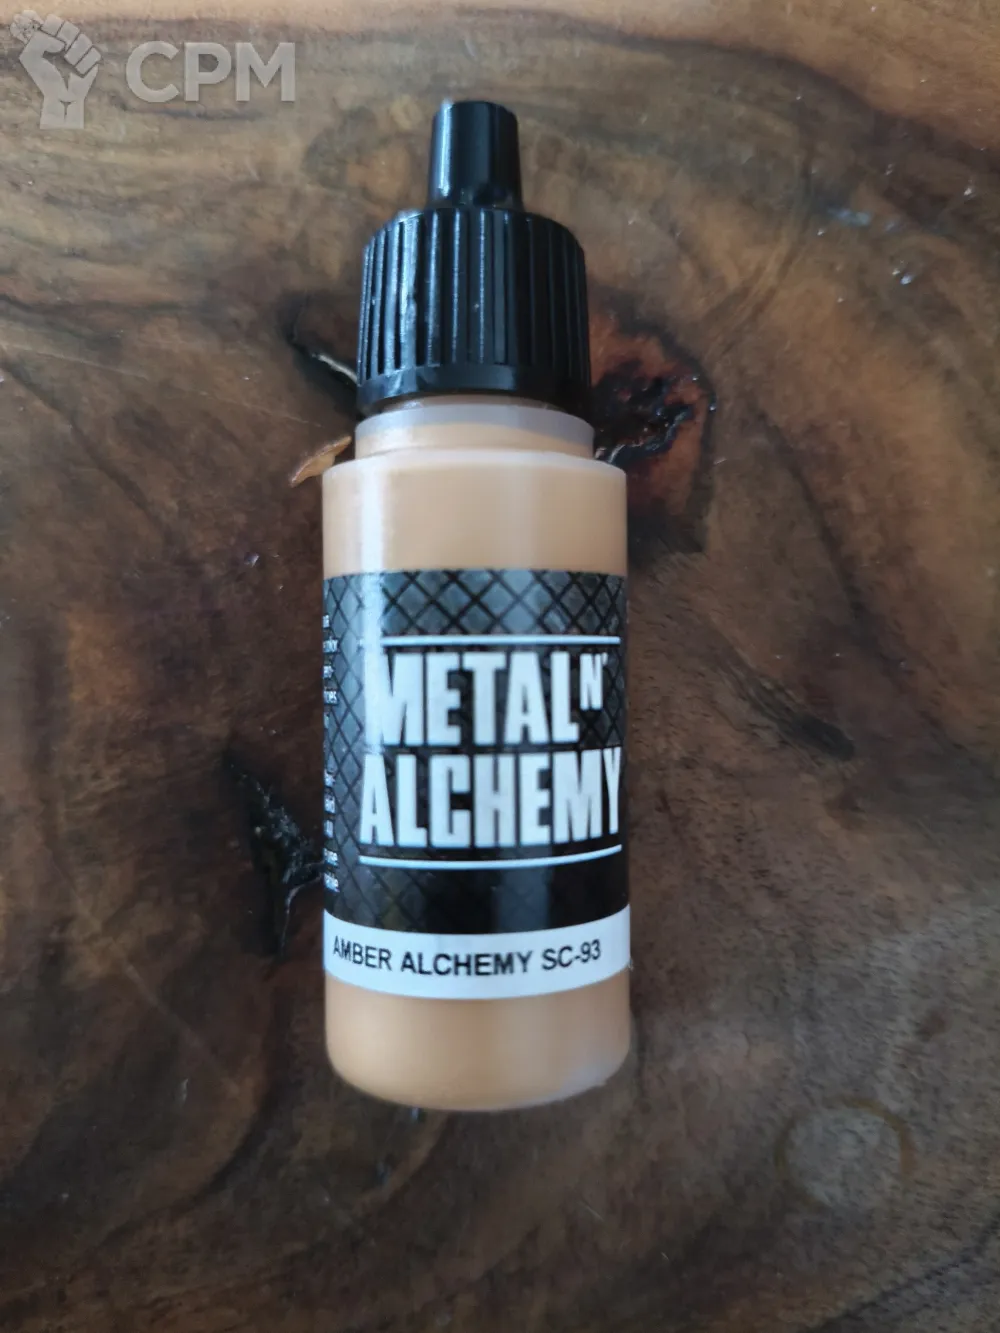 CPM
METAL N'
ALCHEMY
AMBER ALCHEMY SC-93